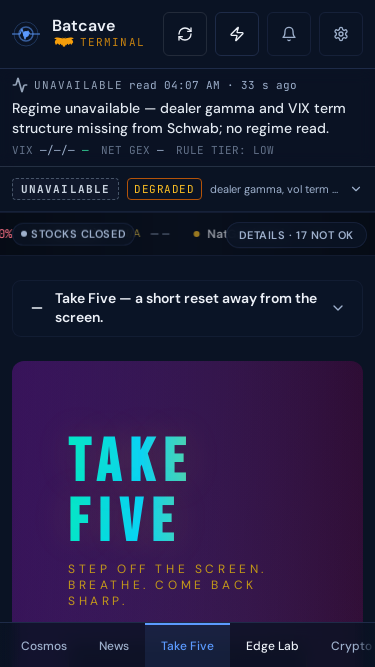 Batcave
TERMINAL
UNAVAILABLE read 04:07 AM · 33 s ago
Regime unavailable — dealer gamma and VIX term
structure missing from Schwab; no regime read.
VIX —/—/— — NET GEX — RULE TIER: LOW
UNAVAILABLE DEGRADED dealer gamma, vol term …
0% STOCKS CLOSED A —— Nat DETAILS · 17 NOT OK
Take Five — a short reset away from the
screen.
TAKE
FIVE
STEP OFF THE SCREEN.
BREATHE. COME BACK
SHARP.
Cosmos News Take Five Edge Lab Crypto